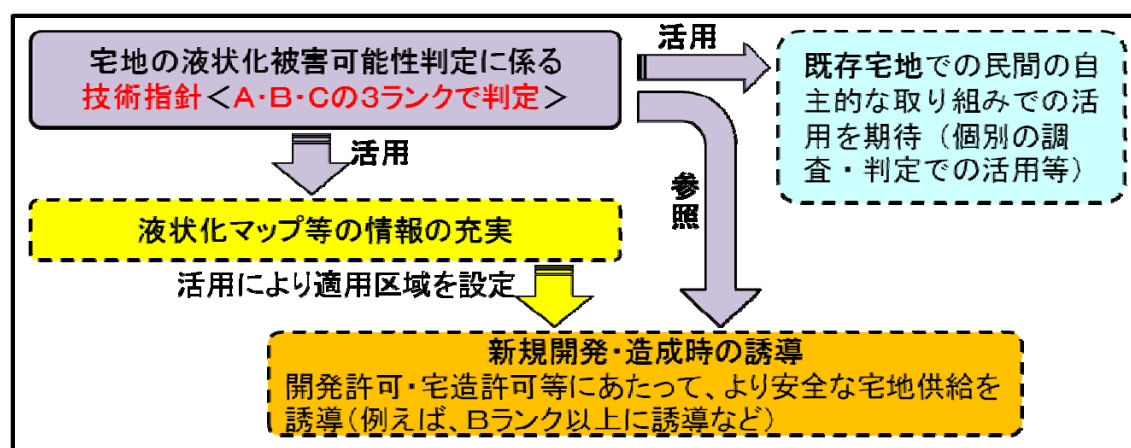 宅地の液状化被害可能性判定に係る
技術指針＜A・B・Cの3ランクで判定＞
活用
既存宅地での民間の自
主的な取り組みでの活
用を期待（個別の調
査・判定での活用等）
活用
参照
液状化マップ等の情報の充実
活用により適用区域を設定
新規開発・造成時の誘導
開発許可・宅造許可等にあたって、より安全な宅地供給を
誘導(例えば、Bランク以上に誘導など)